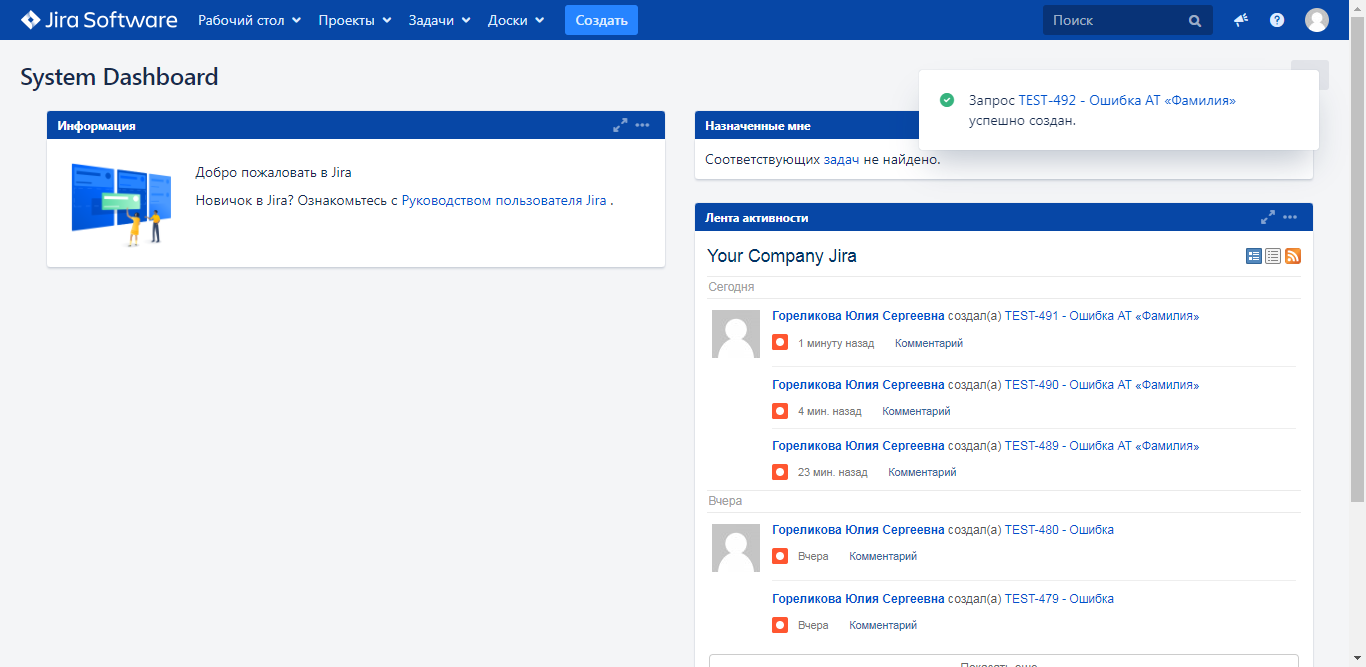 Jira Software Рабочий стол Проекты Задачи Доски Создать Поиск
System Dashboard
Запрос TEST-492 - Ошибка АТ «Фамилия»
успешно создан.
Информация
Добро пожаловать в Jira
Новичок в Jira? Ознакомьтесь с Руководством пользователя Jira .
Назначенные мне
Соответствующих задач не найдено.
Лента активности
Your Company Jira
Сегодня
Гореликова Юлия Сергеевна создал(а) TEST-491 - Ошибка АТ «Фамилия»
1 минуту назад Комментарий
Гореликова Юлия Сергеевна создал(а) TEST-490 - Ошибка АТ «Фамилия»
4 мин. назад Комментарий
Гореликова Юлия Сергеевна создал(а) TEST-489 - Ошибка АТ «Фамилия»
23 мин. назад Комментарий
Вчера
Гореликова Юлия Сергеевна создал(а) TEST-480 - Ошибка
Вчера Комментарий
Гореликова Юлия Сергеевна создал(а) TEST-479 - Ошибка
Вчера Комментарий
Показать еще